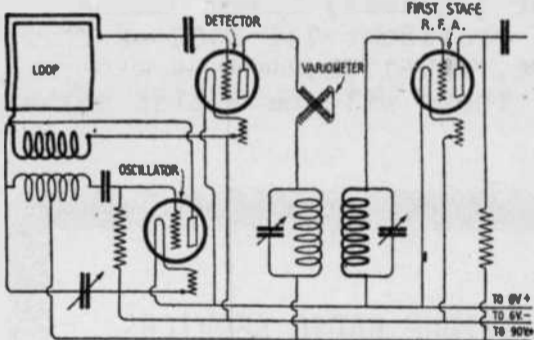 DETECTOR
FIRST STAGE
R.F.A.
LOOP
VARIOMETER
OSCILLATOR
TO 6V+
TO 6V.-
TO 90V+